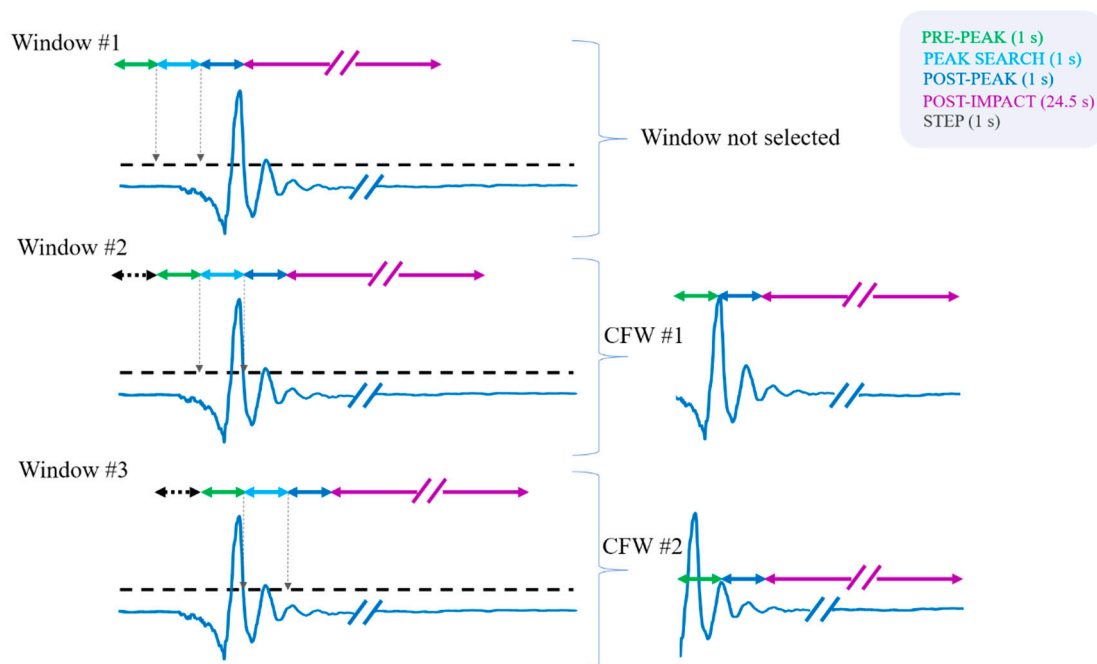 Window #1
PRE-PEAK (1 s)
PEAK SEARCH (1 s)
POST-PEAK (1 s)
POST-IMPACT (24.5 s)
STEP (1 s)
Window not selected
Window #2
CFW #1
Window #3
CFW #2